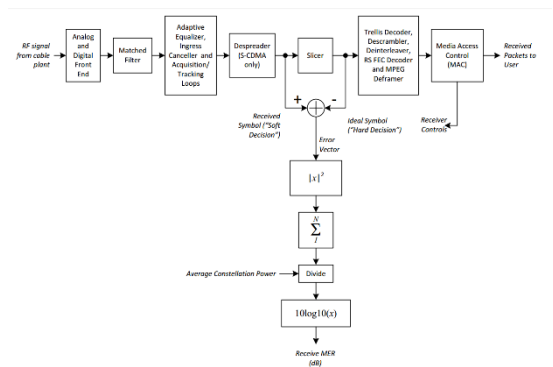 RF signal
from cable
plant
Analog
and
Digital
Front
End
Matched
Filter
Adaptive
Equalizer,
Ingress
Canceller and
Acquisition/
Tracking
Loops
Despreader
(S-CDMA
only)
Slicer
Trellis Decoder,
Descrambler,
Deinterleaver,
RS FEC Decoder
and MPEG
Deframer
Media Access
Control
(MAC)
Received
Packets to
User
+
-
Received
Symbol ("Soft
Decision")
Ideal Symbol
("Hard Decision")
Receiver
Controls
Error
Vector
|x|²
N
Σ
1
Average Constellation Power
Divide
10log10(x)
Receive MER
(dB)